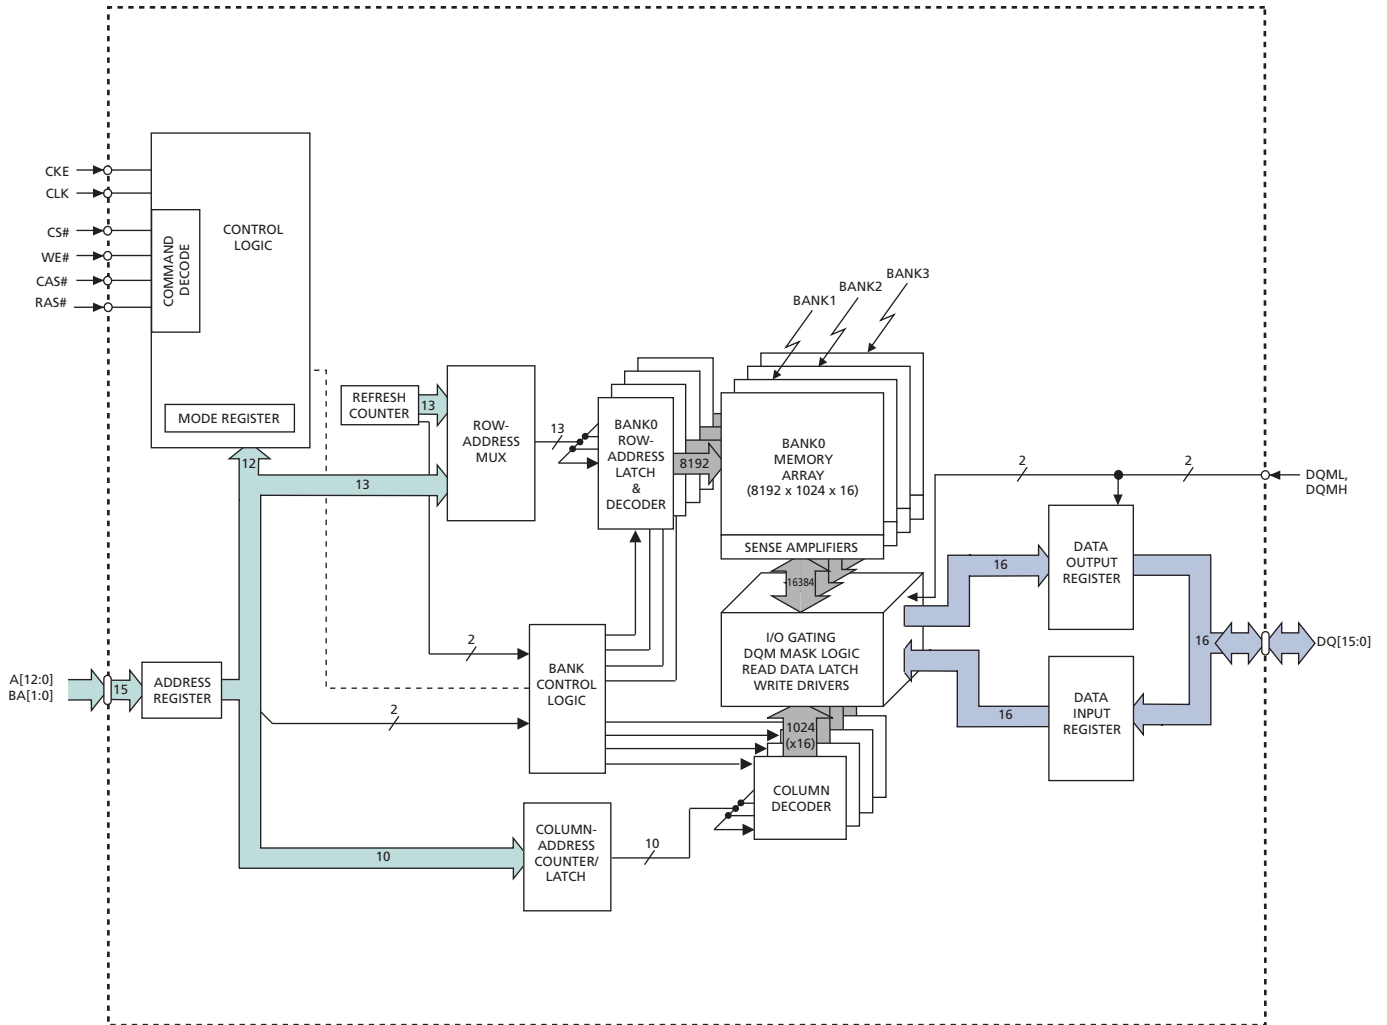 CKE
CLK
CS#
WE#
CAS#
RAS#
COMMAND
DECODE
CONTROL
LOGIC
MODE REGISTER
12
13
REFRESH
COUNTER
13
ROW-
ADDRESS
MUX
13
BANK0
ROW-
ADDRESS
LATCH
&
DECODER
8192
BANK1
BANK2
BANK3
BANK0
MEMORY
ARRAY
(8192 x 1024 x 16)
SENSE AMPLIFIERS
16384
I/O GATING
DQM MASK LOGIC
READ DATA LATCH
WRITE DRIVERS
2
2
DQML,
DQMH
16
DATA
OUTPUT
REGISTER
16
DQ[15:0]
16
DATA
INPUT
REGISTER
A[12:0]
BA[1:0]
15
ADDRESS
REGISTER
2
2
BANK
CONTROL
LOGIC
1024
(x16)
COLUMN
DECODER
10
COLUMN-
ADDRESS
COUNTER/
LATCH
10